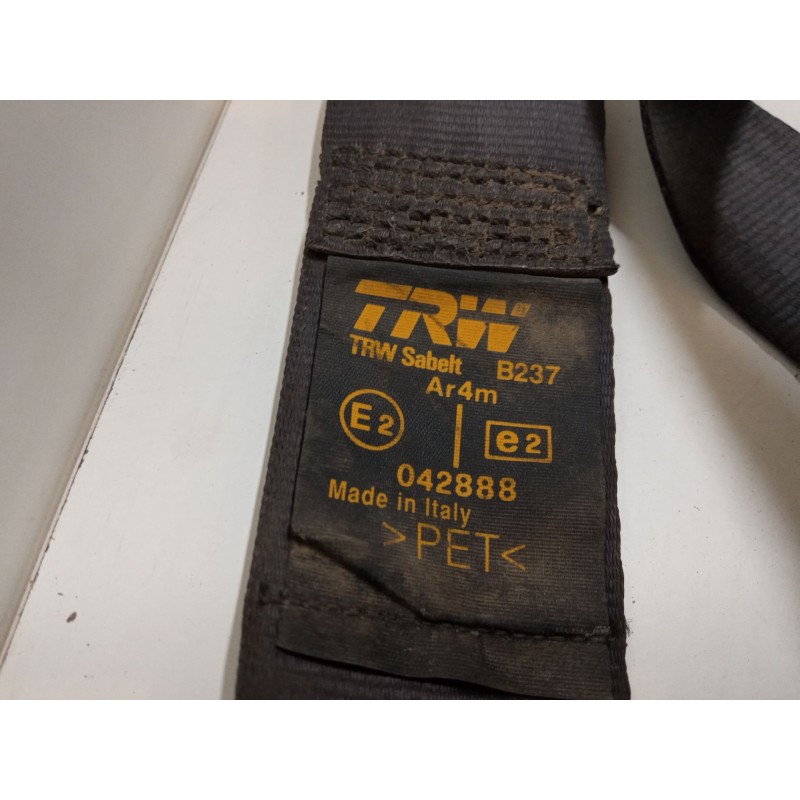 TRW
TRW Sabelt B237
Ar4m
E2 e2
042888
Made in Italy
>PET<